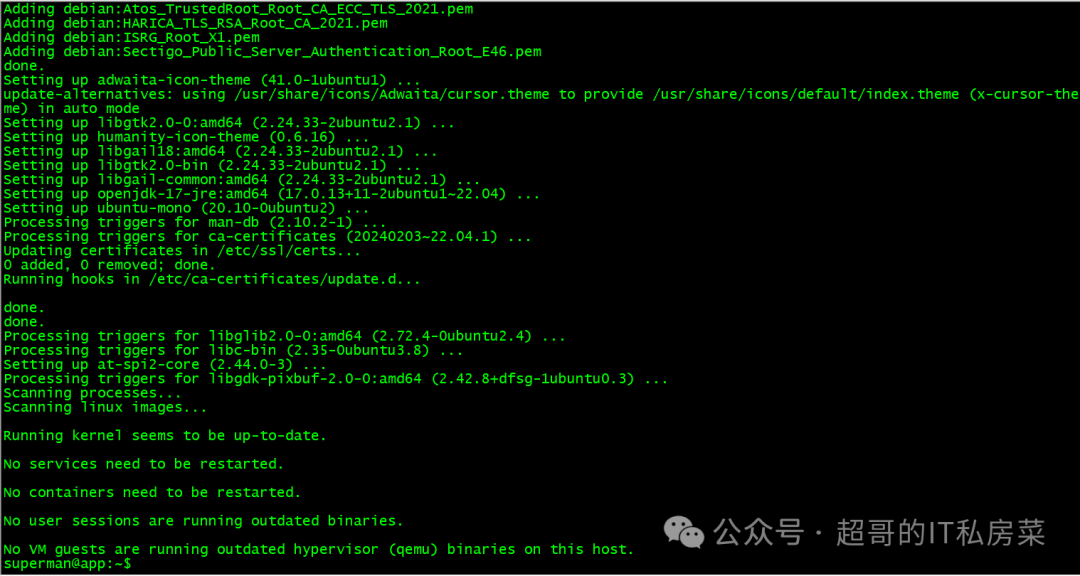 Adding debian:Atos_TrustedRoot_Root_CA_ECC_TLS_2021.pem
Adding debian:HARICA_TLS_RSA_Root_CA_2021.pem
Adding debian:ISRG_Root_X1.pem
Adding debian:Sectigo_Public_Server_Authentication_Root_E46.pem
done.
Setting up adwaita-icon-theme (41.0-1ubuntu1) ...
update-alternatives: using /usr/share/icons/Adwaita/cursor.theme to provide /usr/share/icons/default/index.theme (x-cursor-the
me) in auto mode
Setting up libgtk2.0-0:amd64 (2.24.33-2ubuntu2.1) ...
Setting up humanity-icon-theme (0.6.16) ...
Setting up libgail18:amd64 (2.24.33-2ubuntu2.1) ...
Setting up libgtk2.0-bin (2.24.33-2ubuntu2.1) ...
Setting up libgail-common:amd64 (2.24.33-2ubuntu2.1) ...
Setting up openjdk-17-jre:amd64 (17.0.13+11-2ubuntu1~22.04) ...
Setting up ubuntu-mono (20.10-0ubuntu2) ...
Processing triggers for man-db (2.10.2-1) ...
Processing triggers for ca-certificates (20240203~22.04.1) ...
Updating certificates in /etc/ssl/certs...
0 added, 0 removed; done.
Running hooks in /etc/ca-certificates/update.d...

done.
done.
Processing triggers for libglib2.0-0:amd64 (2.72.4-0ubuntu2.4) ...
Processing triggers for libc-bin (2.35-0ubuntu3.8) ...
Setting up at-spi2-core (2.44.0-3) ...
Processing triggers for libgdk-pixbuf-2.0-0:amd64 (2.42.8+dfsg-1ubuntu0.3) ...
Scanning processes...
Scanning linux images...

Running kernel seems to be up-to-date.

No services need to be restarted.

No containers need to be restarted.

No user sessions are running outdated binaries.

No VM guests are running outdated hypervisor (qemu) binaries on this host.
superman@app:~$
公众号 · 超哥的IT私房菜